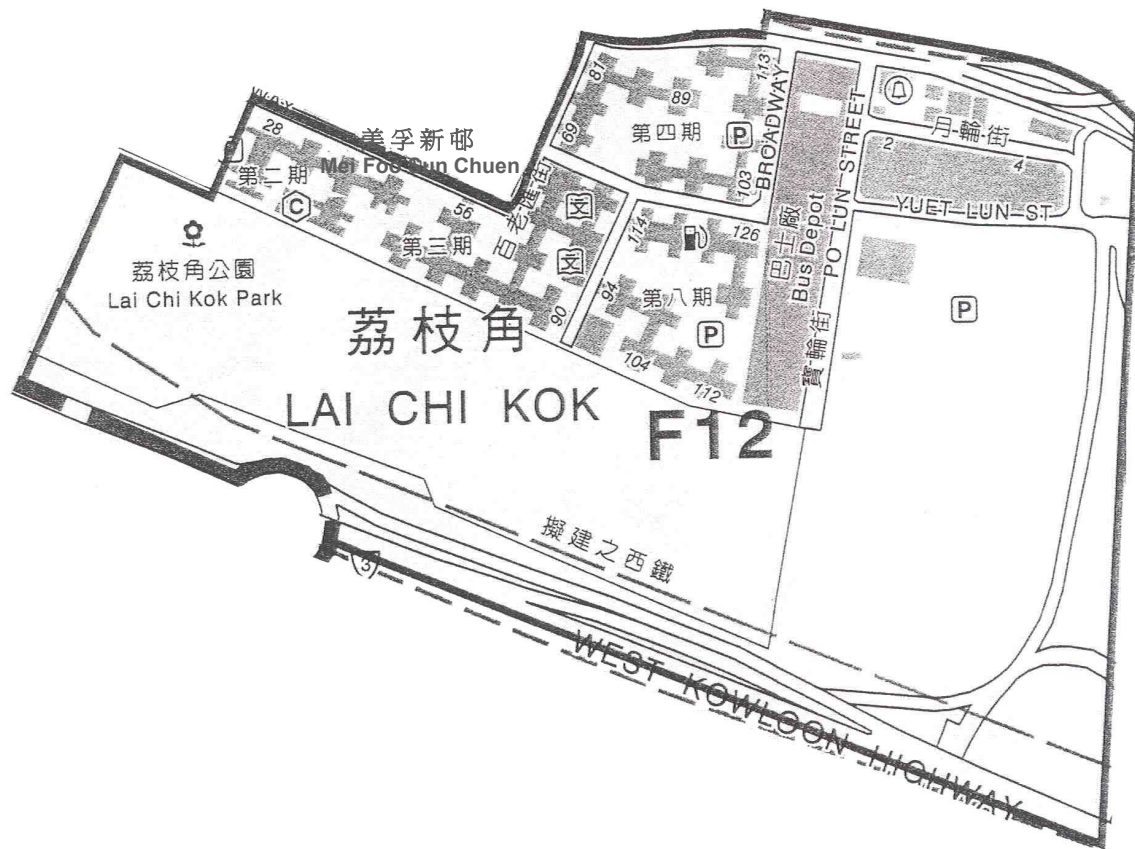 美孚新邨
Mei Foo Sun Chuen
28
第二期
C
56
第三期
百老匯街
文
文
90
81
69
89
第四期
P
113
103
BROADWAY
巴士廠
Bus Depot
PO LUN STREET
寶輪街
月輪街
2
4
YUET LUN ST
114
126
94
第八期
P
104
112
P
荔枝角公園
Lai Chi Kok Park
荔枝角
LAI CHI KOK
F12
擬建之西鐵
3
WEST KOWLOON HIGHWAY